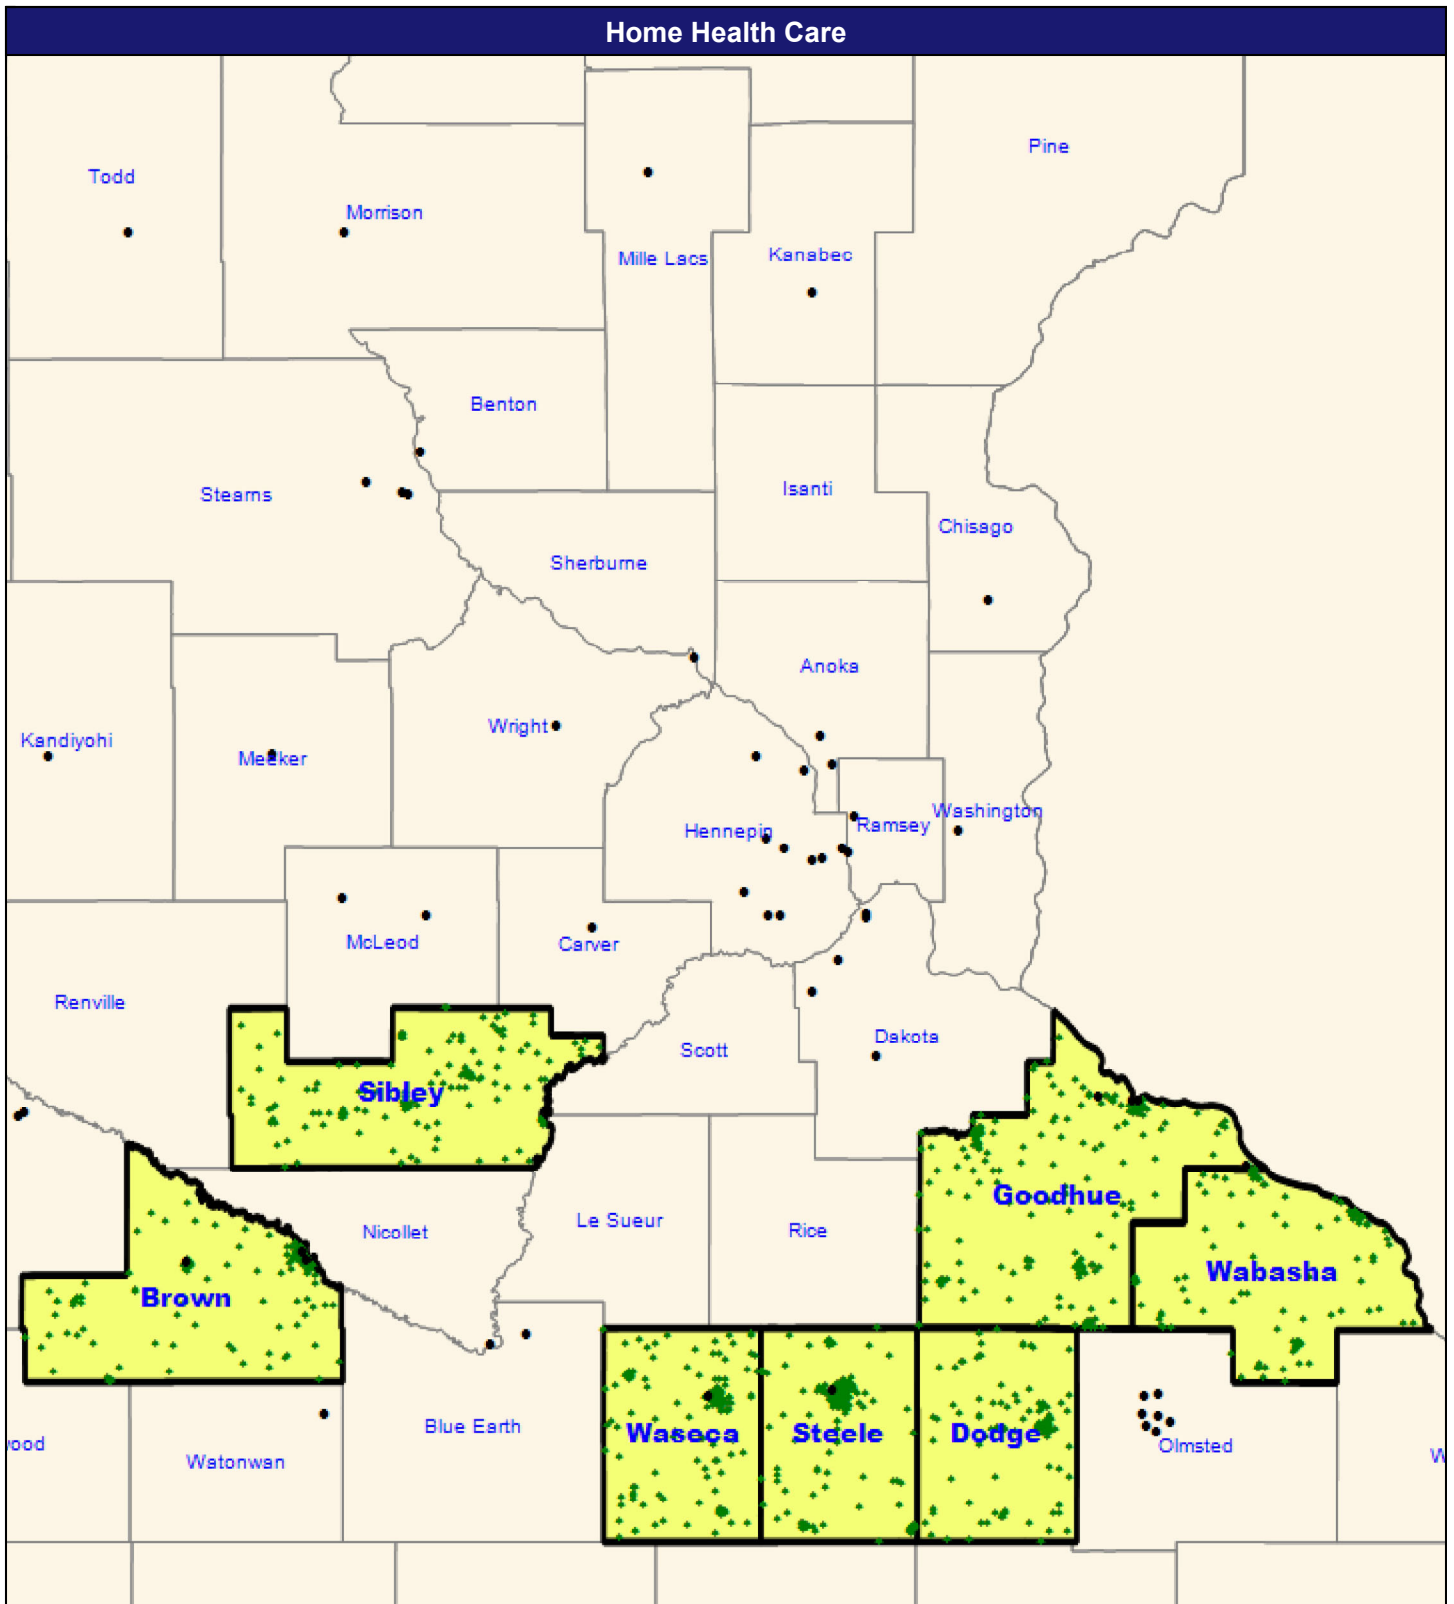 Home Health Care
Pine
Todd
Morrison
Kanabec
Mille Lacs
Benton
Isanti
Stearns
Chisago
Sherburne
Anoka
Wright
Kandiyohi
Meeker
Washington
Ramsey
Hennepin
McLeod
Carver
Renville
Dakota
Scott
Sibley
Goodhue
Le Sueur
Rice
Nicollet
Wabasha
Brown
Blue Earth
Waseca
Steele
Dodge
ood
Olmsted
W
Watonwan